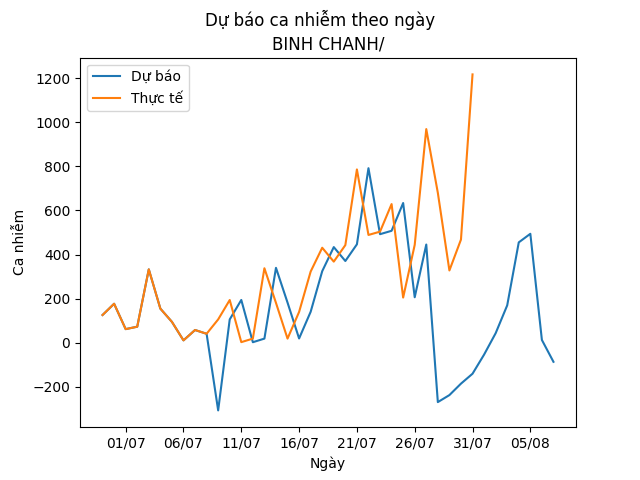 Dự báo ca nhiễm theo ngày
BINH CHANH/
Dự báo
Thực tế
Ca nhiễm
1200
1000
800
600
400
200
0
−200
01/07 06/07 11/07 16/07 21/07 26/07 31/07 05/08
Ngày